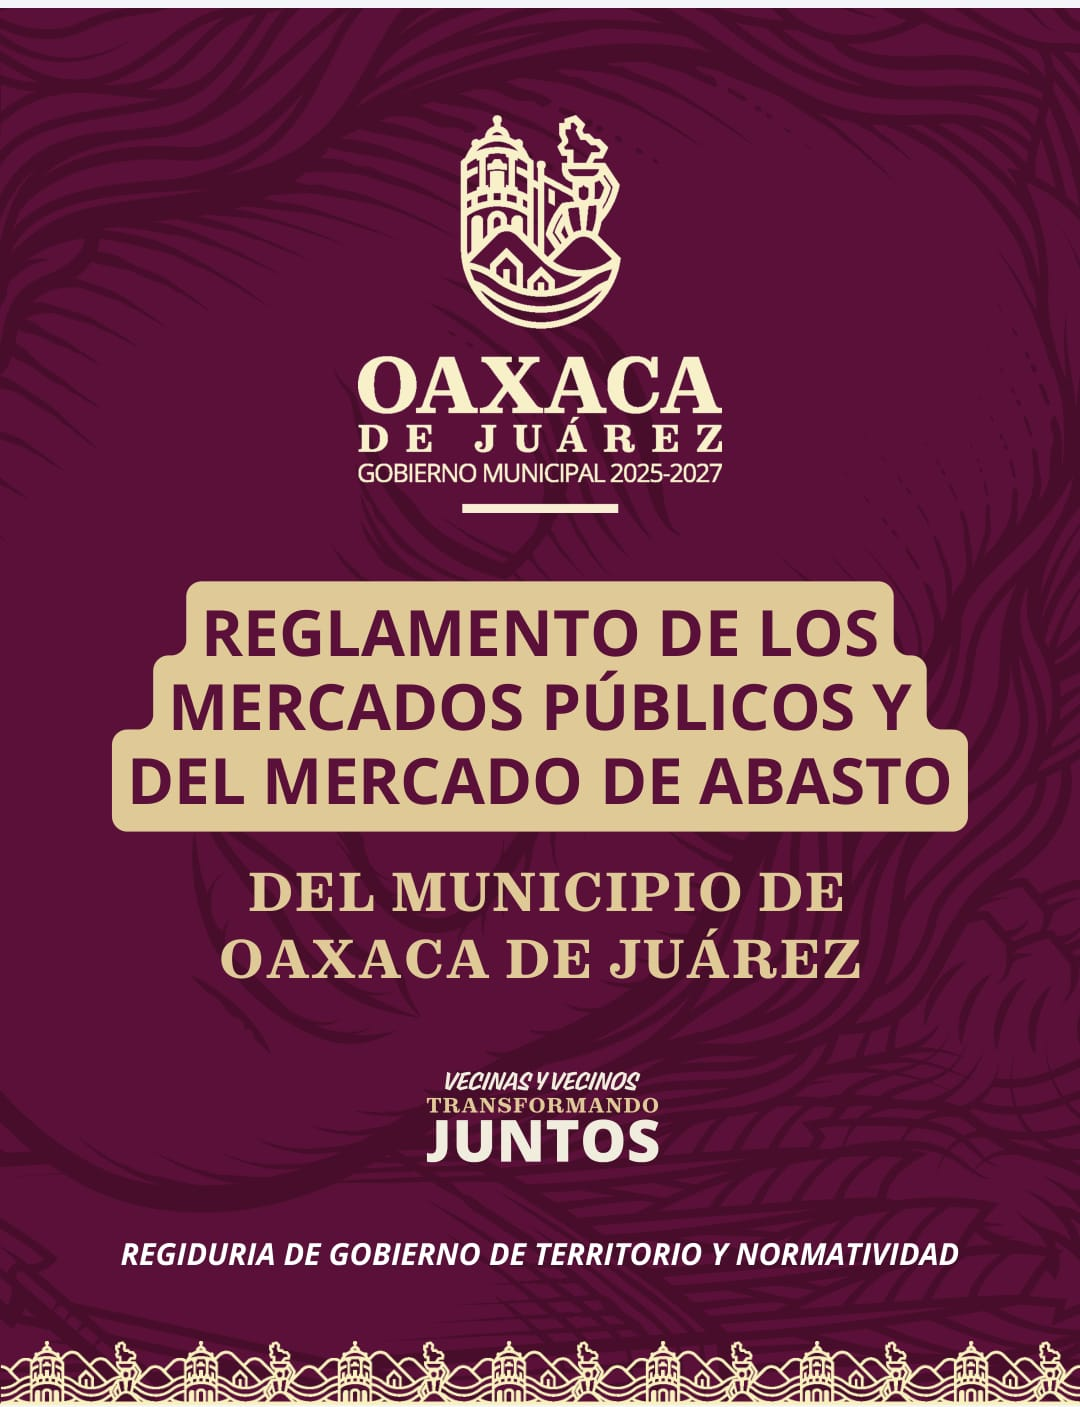 OAXACA
DE JUÁREZ
GOBIERNO MUNICIPAL 2025-2027
REGLAMENTO DE LOS
MERCADOS PÚBLICOS Y
DEL MERCADO DE ABASTO
DEL MUNICIPIO DE
OAXACA DE JUÁREZ
VECINAS Y VECINOS
TRANSFORMANDO
JUNTOS
REGIDURIA DE GOBIERNO DE TERRITORIO Y NORMATIVIDAD